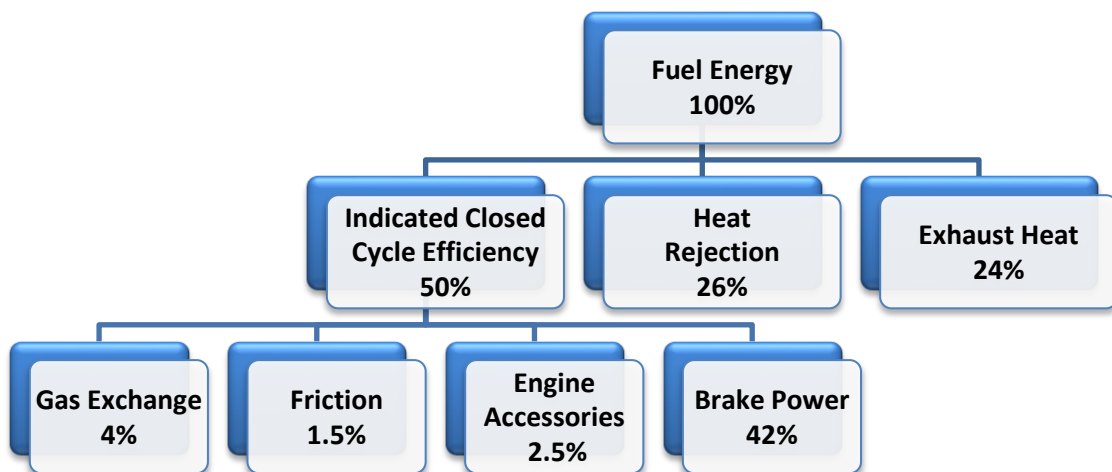 Fuel Energy
100%
Indicated Closed
Cycle Efficiency
50%
Heat
Rejection
26%
Exhaust Heat
24%
Gas Exchange
4%
Friction
1.5%
Engine
Accessories
2.5%
Brake Power
42%